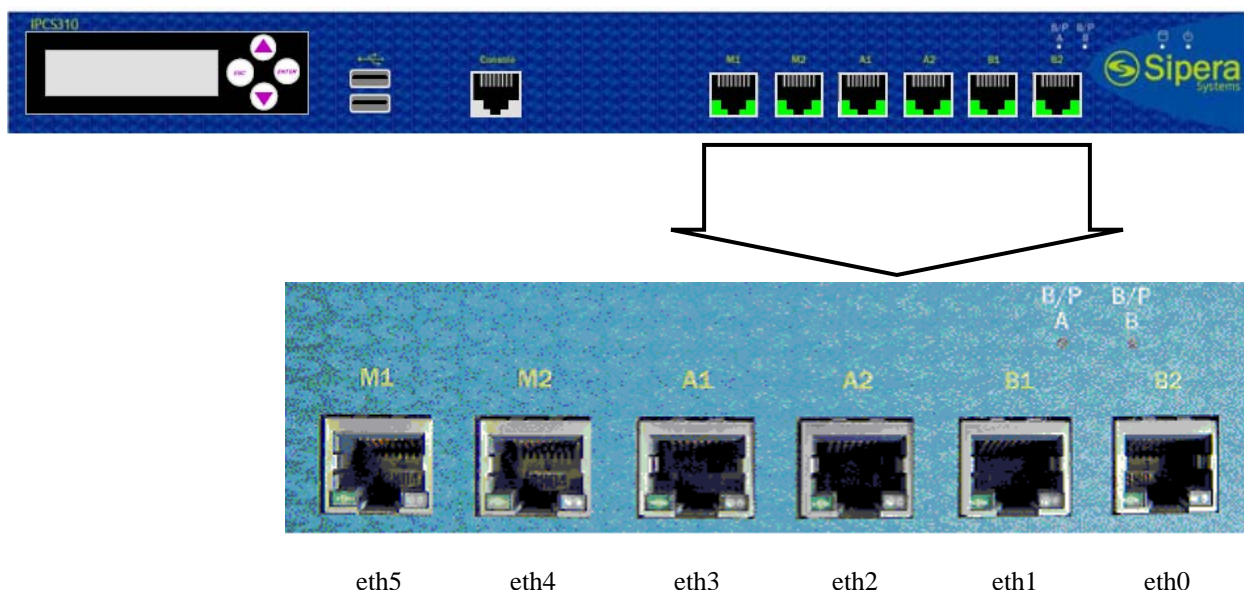 IPCS310
ESC
ENTER
Console
M1 M2 A1 A2 B1 B2
B/P B/P
A B
Sipera
Systems
B/P B/P
A B
M1 M2 A1 A2 B1 B2
eth5 eth4 eth3 eth2 eth1 eth0